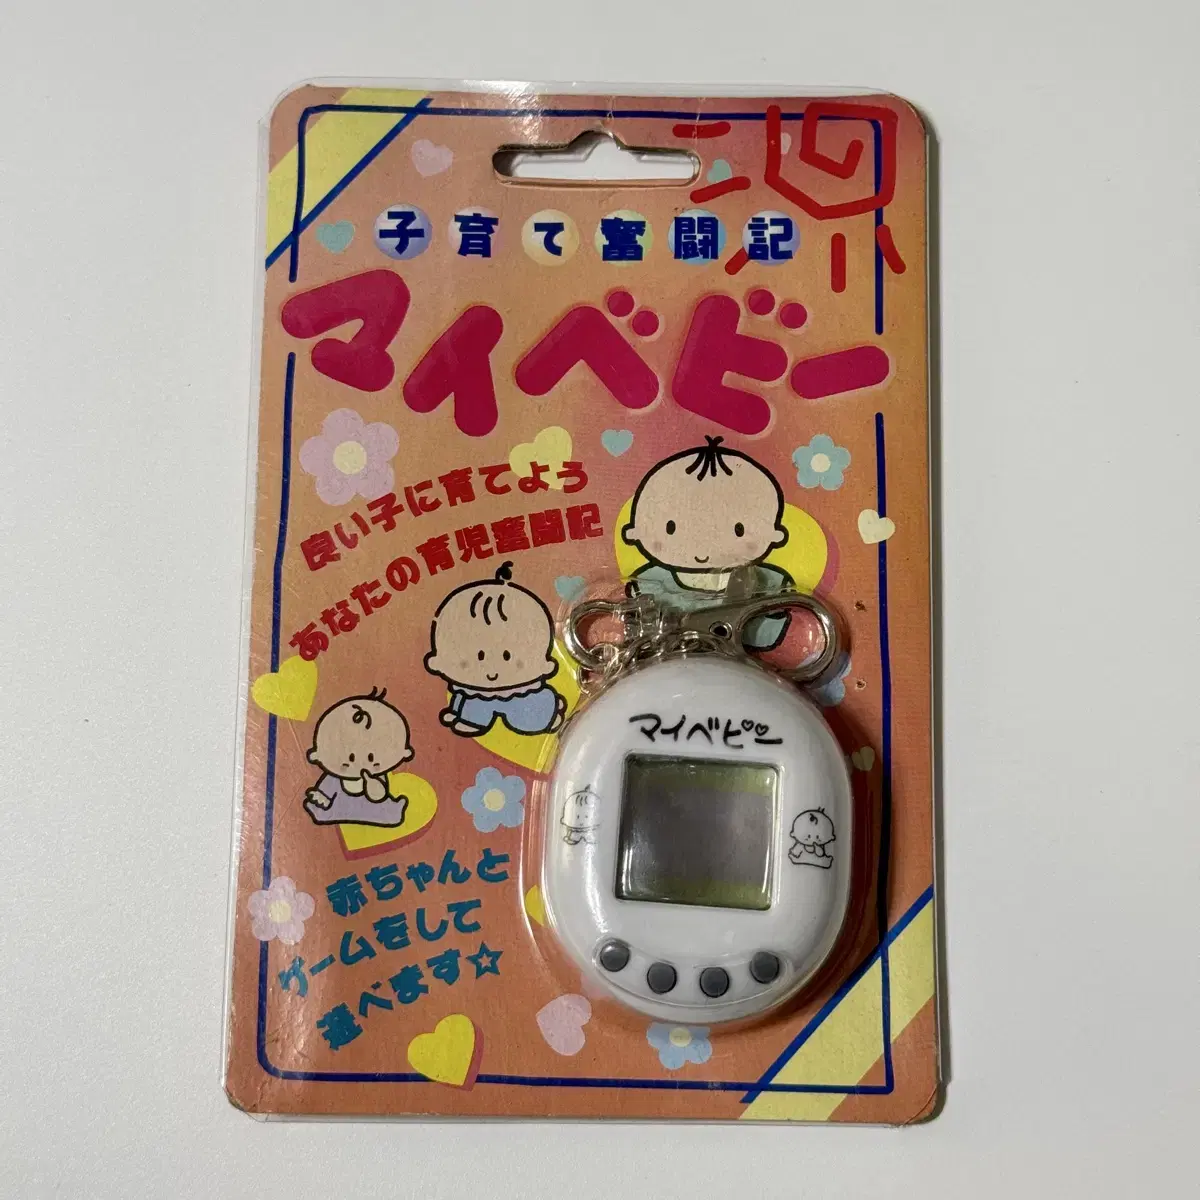 子育て奮闘記
マイベビー
良い子に育てよう
あなたの育児奮闘記
赤ちゃんと
ゲームをして
遊べます☆
マイベビー